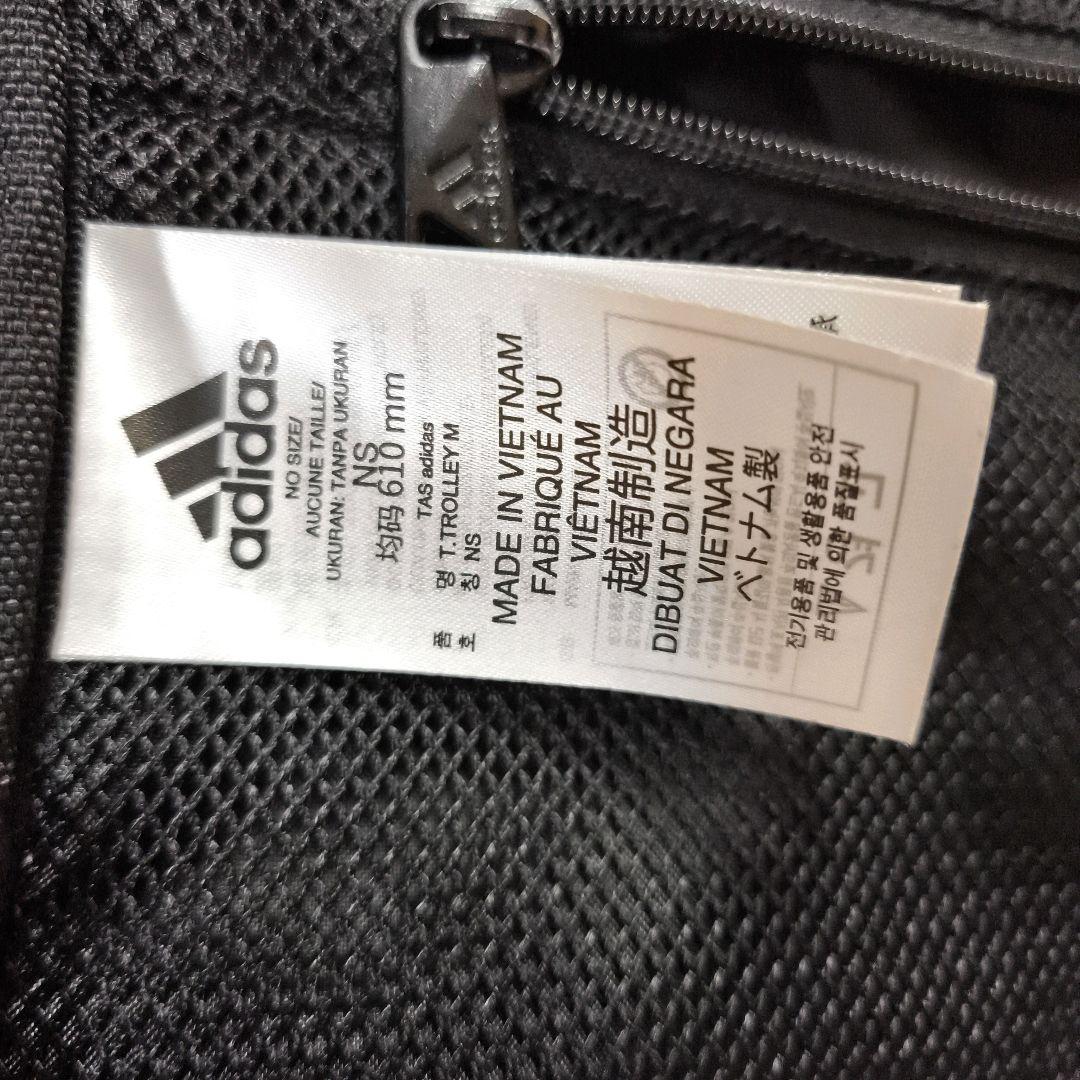 adidas
NO SIZE/
AUCUNE TAILLE/
UKURAN: TANPA UKURAN
NS
均码 610 mm
TAS adidas
품 명 T.TROLLEY M
호 칭 NS
MADE IN VIETNAM
FABRIQUÉ AU
VIÊTNAM
越南制造
DIBUAT DI NEGARA
VIETNAM
ベトナム製
전기용품 및 생활용품 안전
관리법에 의한 품질표시